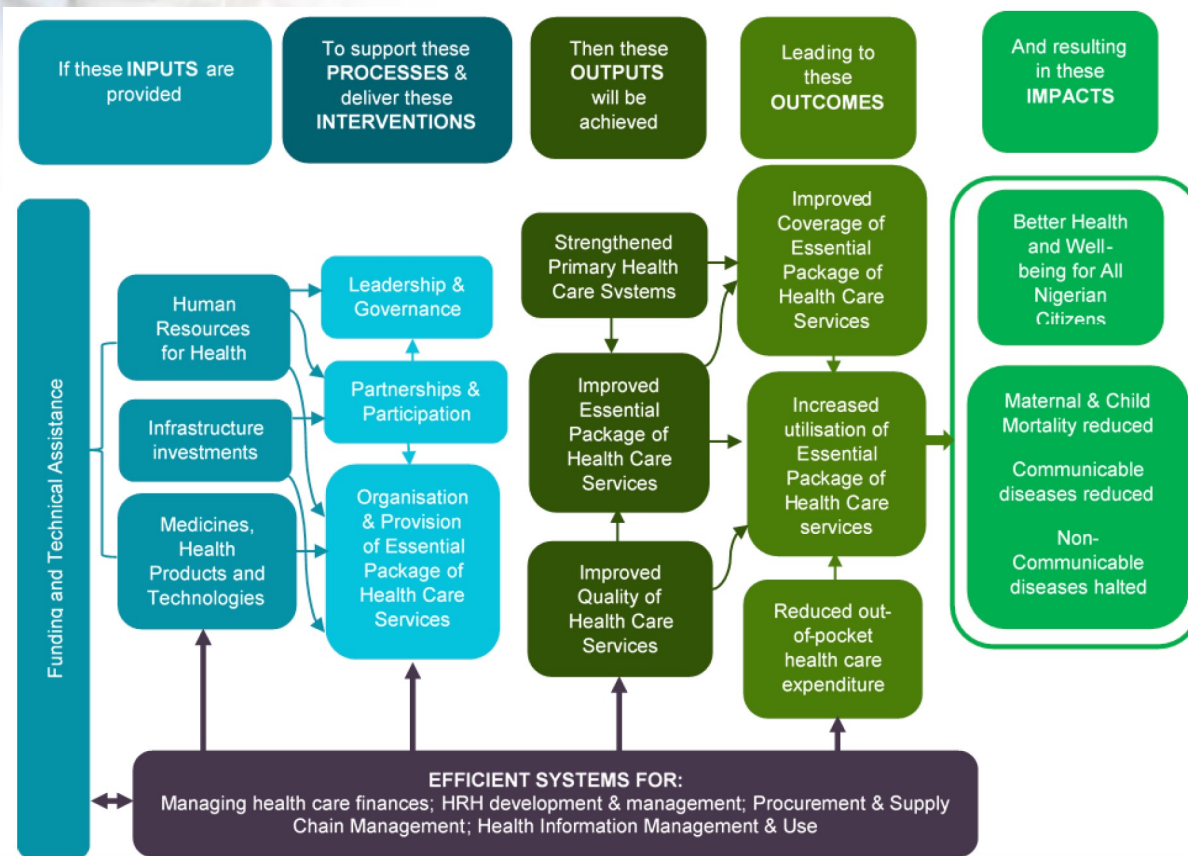 If these INPUTS are
provided
To support these
PROCESSES &
deliver these
INTERVENTIONS
Then these
OUTPUTS
will be
achieved
Leading to
these
OUTCOMES
And resulting
in these
IMPACTS
Funding and Technical Assistance
Human
Resources
for Health
Infrastructure
investments
Medicines,
Health
Products and
Technologies
Leadership &
Governance
Partnerships &
Participation
Organisation
& Provision
of Essential
Package of
Health Care
Services
Strengthened
Primary Health
Care Systems
Improved
Essential
Package of
Health Care
Services
Improved
Quality of
Health Care
Services
Improved
Coverage of
Essential
Package of
Health Care
Services
Increased
utilisation of
Essential
Package of
Health Care
services
Reduced out-
of-pocket
health care
expenditure
Better Health
and Well-
being for All
Nigerian
Citizens
Maternal & Child
Mortality reduced
Communicable
diseases reduced
Non-
Communicable
diseases halted
EFFICIENT SYSTEMS FOR:
Managing health care finances; HRH development & management; Procurement & Supply
Chain Management; Health Information Management & Use